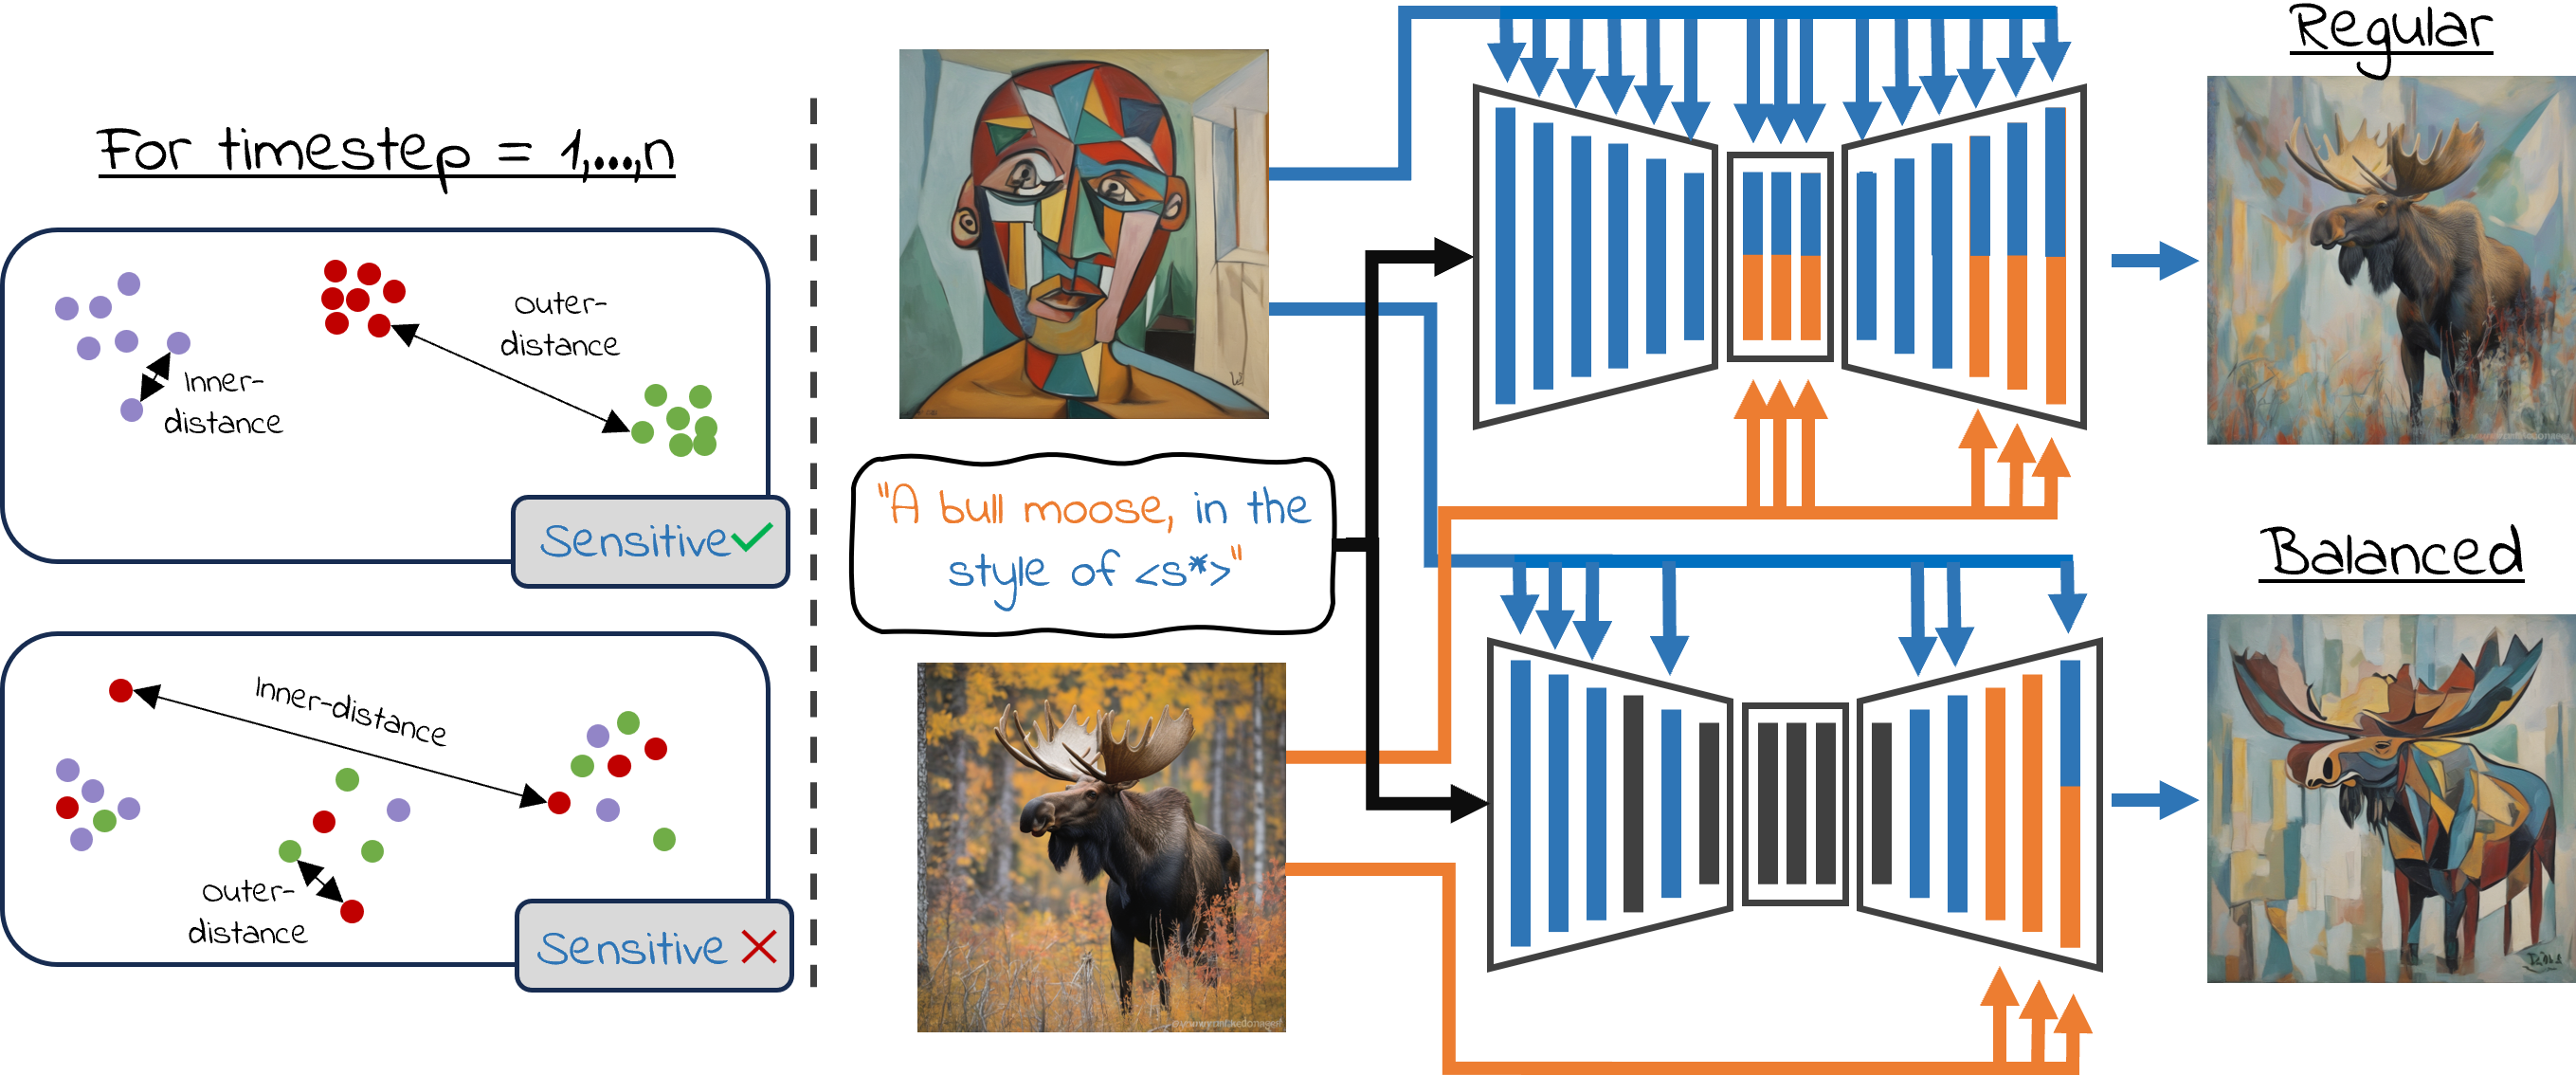 For timestep = 1,...,n
Outer-
distance
Inner-
distance
Sensitive
Inner-distance
Outer-
distance
Sensitive
"A bull moose, in the
style of <s*>"
Regular
Balanced